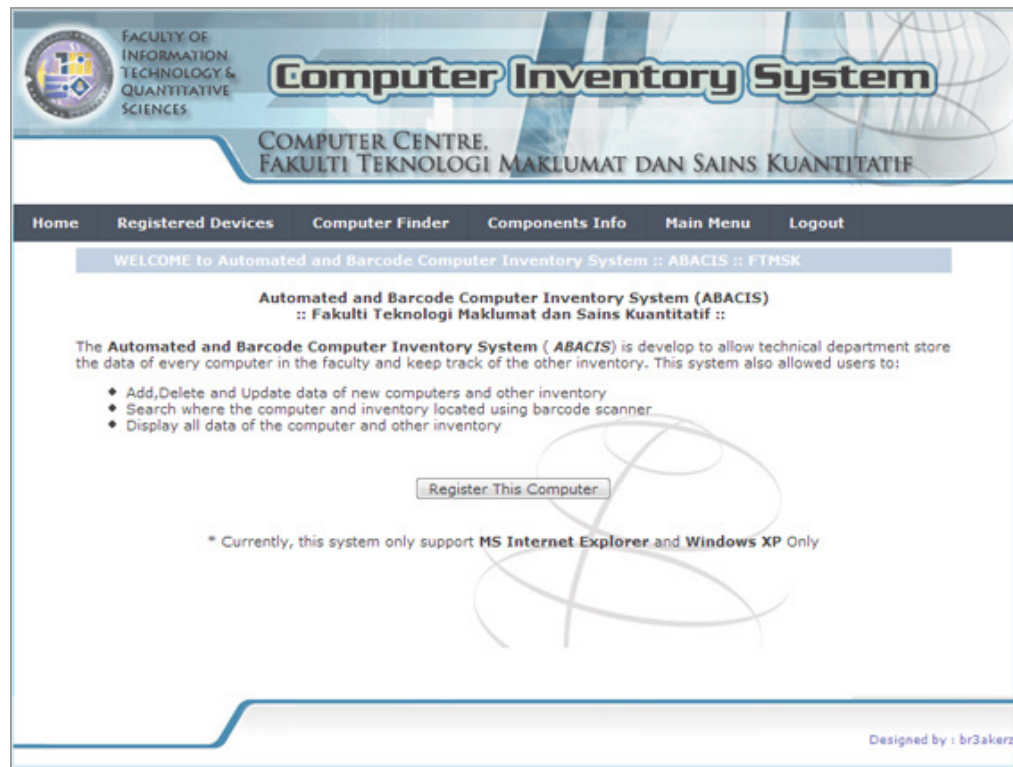 FACULTY OF
INFORMATION
TECHNOLOGY &
QUANTITATIVE
SCIENCES
Computer Inventory System
COMPUTER CENTRE,
FAKULTI TEKNOLOGI MAKLUMAT DAN SAINS KUANTITATIF
Home Registered Devices Computer Finder Components Info Main Menu Logout
WELCOME to Automated and Barcode Computer Inventory System :: ABACIS :: FTMSK
Automated and Barcode Computer Inventory System (ABACIS)
:: Fakulti Teknologi Maklumat dan Sains Kuantitatif ::
The Automated and Barcode Computer Inventory System ( ABACIS) is develop to allow technical department store
the data of every computer in the faculty and keep track of the other inventory. This system also allowed users to:
◆ Add,Delete and Update data of new computers and other inventory
◆ Search where the computer and inventory located using barcode scanner
◆ Display all data of the computer and other inventory
Register This Computer
* Currently, this system only support MS Internet Explorer and Windows XP Only
Designed by : br3akerz